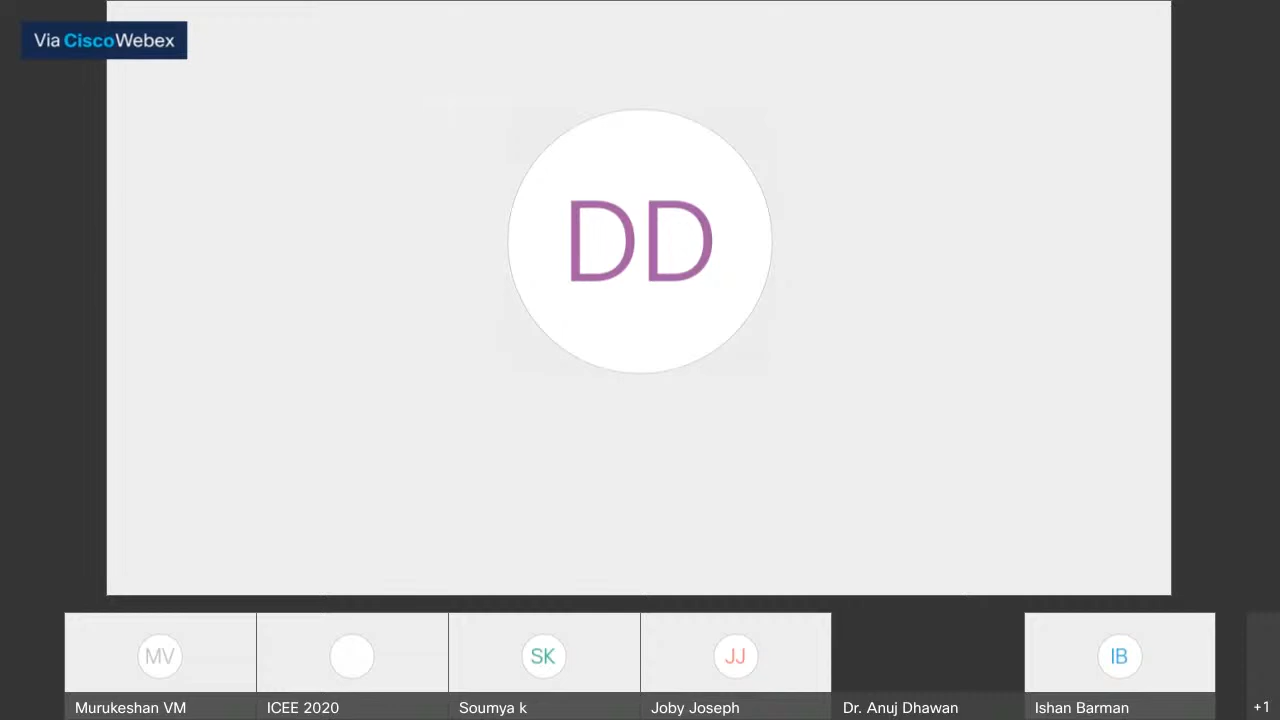 Via CiscoWebex
DD
MV
SK
JJ
IB
Murukeshan VM
ICEE 2020
Soumya k
Joby Joseph
Dr. Anuj Dhawan
Ishan Barman
+1